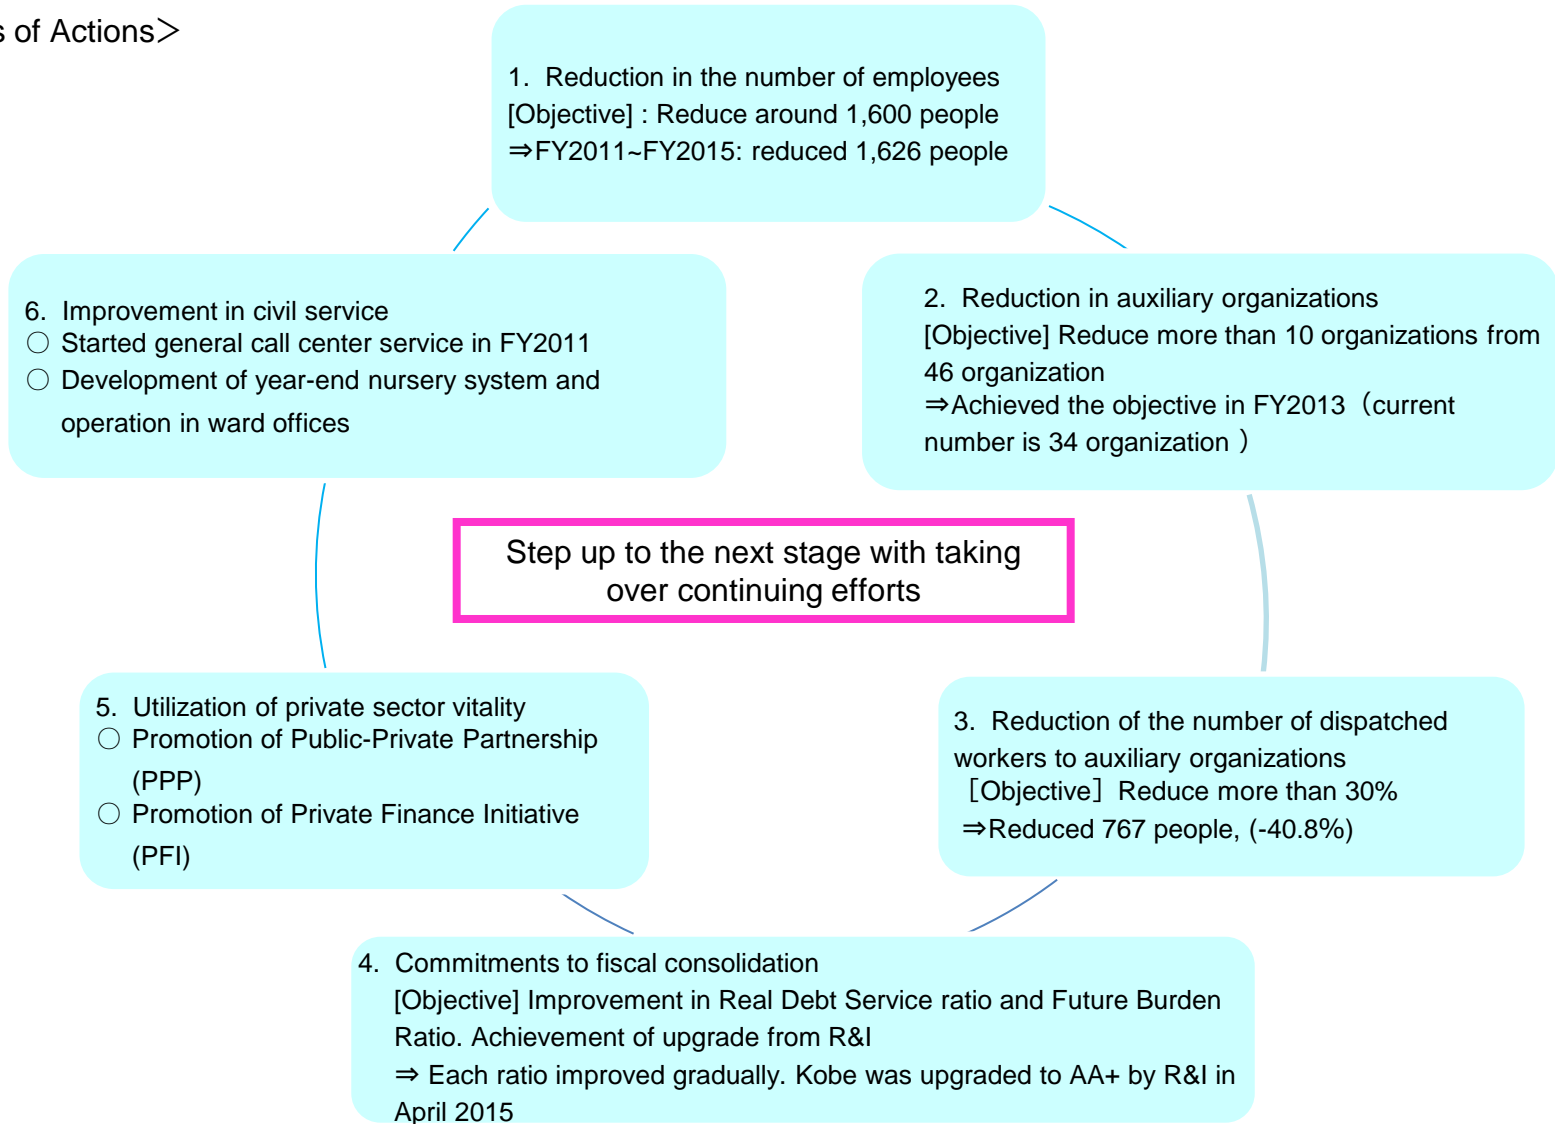 s of Actions＞
1. Reduction in the number of employees
[Objective] : Reduce around 1,600 people
⇒FY2011~FY2015: reduced 1,626 people
2. Reduction in auxiliary organizations
[Objective] Reduce more than 10 organizations from
46 organization
⇒Achieved the objective in FY2013（current
number is 34 organization ）
3. Reduction of the number of dispatched
workers to auxiliary organizations
［Objective］Reduce more than 30%
⇒Reduced 767 people, (-40.8%)
4. Commitments to fiscal consolidation
[Objective] Improvement in Real Debt Service ratio and Future Burden
Ratio. Achievement of upgrade from R&I
⇒ Each ratio improved gradually. Kobe was upgraded to AA+ by R&I in
April 2015
5. Utilization of private sector vitality
○ Promotion of Public-Private Partnership
(PPP)
○ Promotion of Private Finance Initiative
(PFI)
6. Improvement in civil service
○ Started general call center service in FY2011
○ Development of year-end nursery system and
operation in ward offices
Step up to the next stage with taking
over continuing efforts